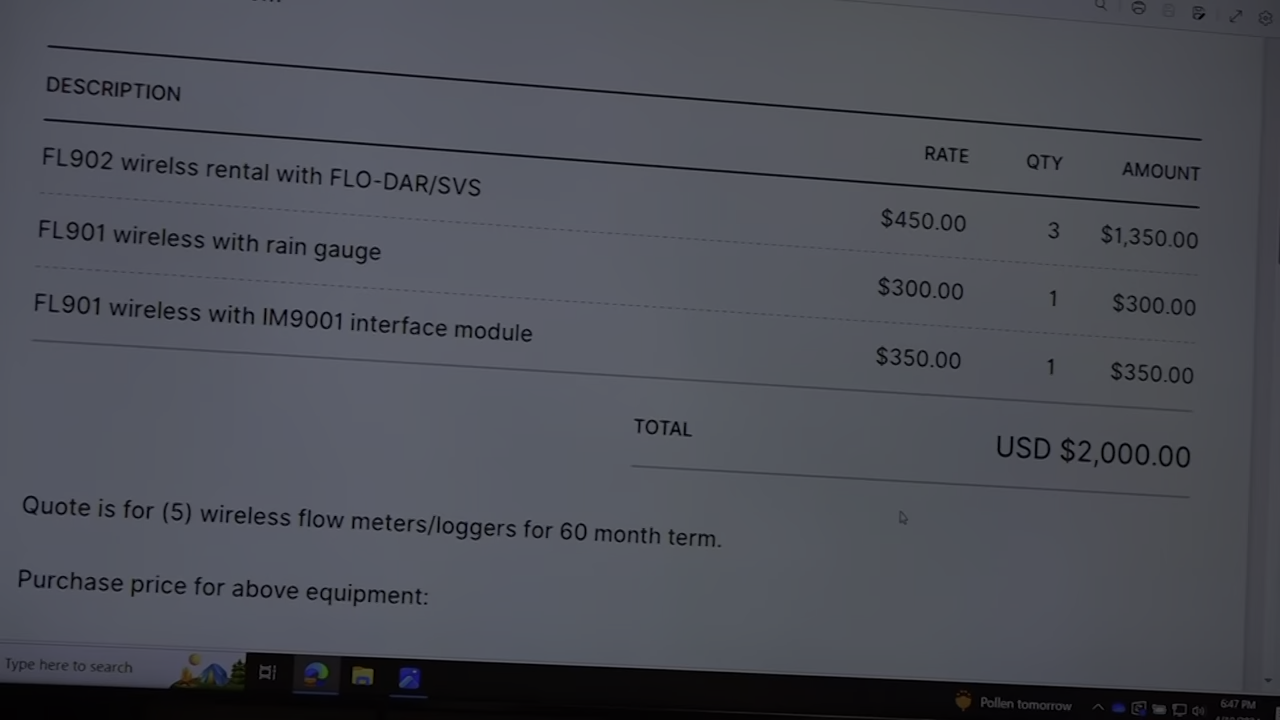 DESCRIPTION
RATE QTY AMOUNT
FL902 wirelss rental with FLO-DAR/SVS $450.00 3 $1,350.00
FL901 wireless with rain gauge $300.00 1 $300.00
FL901 wireless with IM9001 interface module $350.00 1 $350.00
TOTAL USD $2,000.00
Quote is for (5) wireless flow meters/loggers for 60 month term.
Purchase price for above equipment:
Type here to search
Pollen tomorrow
6:47 PM